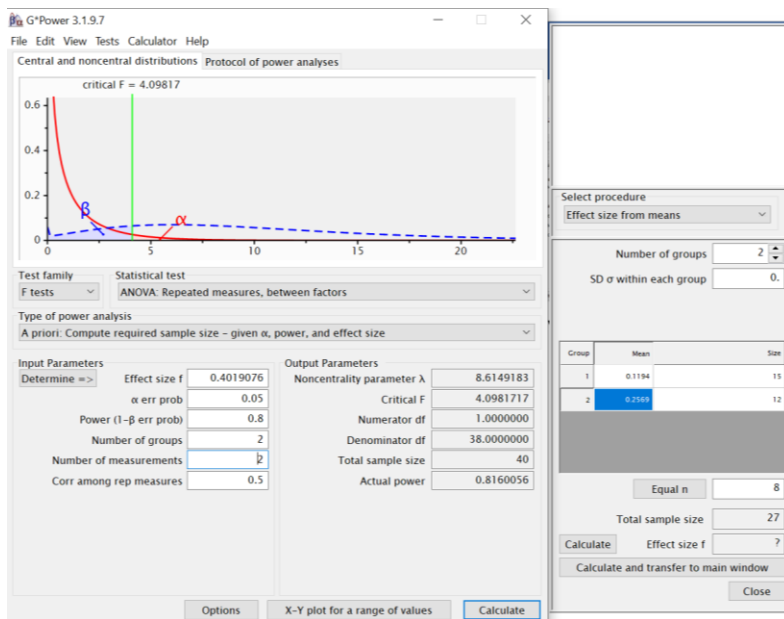 G*Power 3.1.9.7
File Edit View Tests Calculator Help
Central and noncentral distributions Protocol of power analyses
critical F = 4.09817
0.6
0.4
0.2
0
β
α
0 5 10 15 20
Test family Statistical test
F tests ANOVA: Repeated measures, between factors
Type of power analysis
A priori: Compute required sample size – given α, power, and effect size
Input Parameters
Determine =>
Effect size f 0.4019076
α err prob 0.05
Power (1-β err prob) 0.8
Number of groups 2
Number of measurements 2
Corr among rep measures 0.5
Output Parameters
Noncentrality parameter λ 8.6149183
Critical F 4.0981717
Numerator df 1.0000000
Denominator df 38.0000000
Total sample size 40
Actual power 0.8160056
Options X-Y plot for a range of values Calculate
Select procedure
Effect size from means
Number of groups 2
SD σ within each group 0.
Group Mean Size
1 0.1194 15
2 0.2569 12
Equal n 8
Total sample size 27
Calculate Effect size f ?
Calculate and transfer to main window
Close